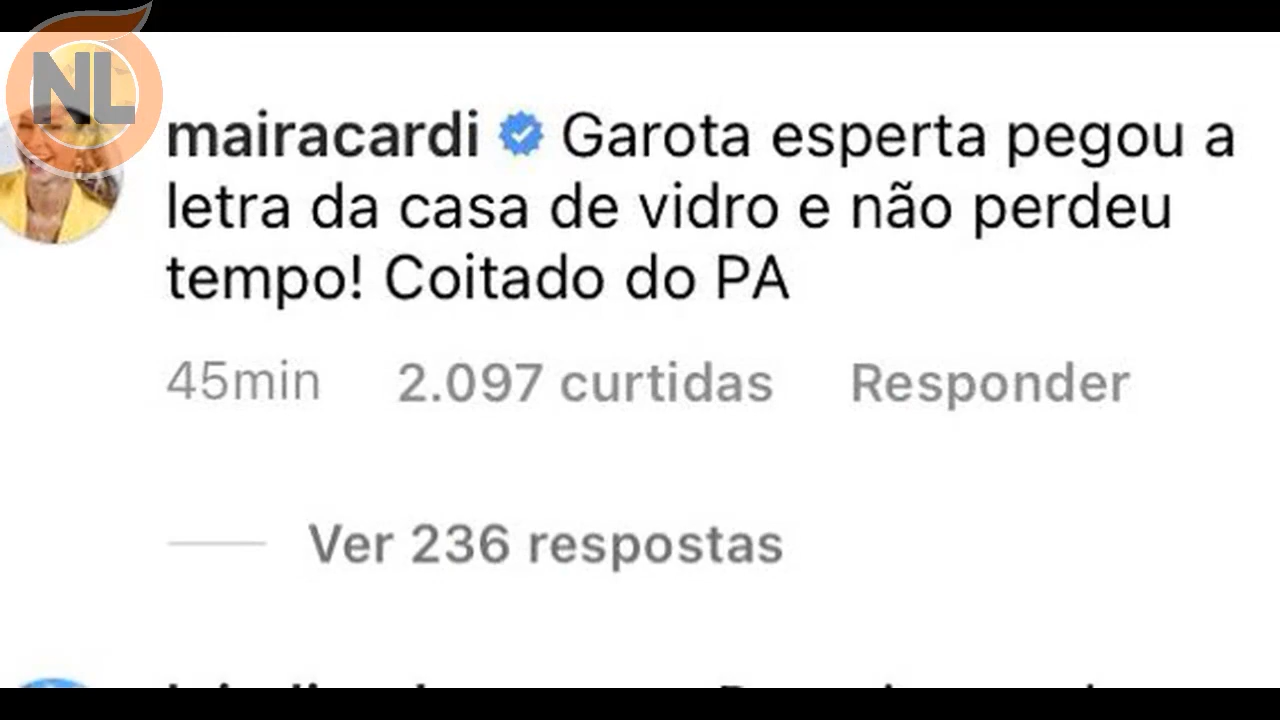 NL
mairacardi Garota esperta pegou a
letra da casa de vidro e não perdeu
tempo! Coitado do PA
45min 2.097 curtidas Responder
Ver 236 respostas